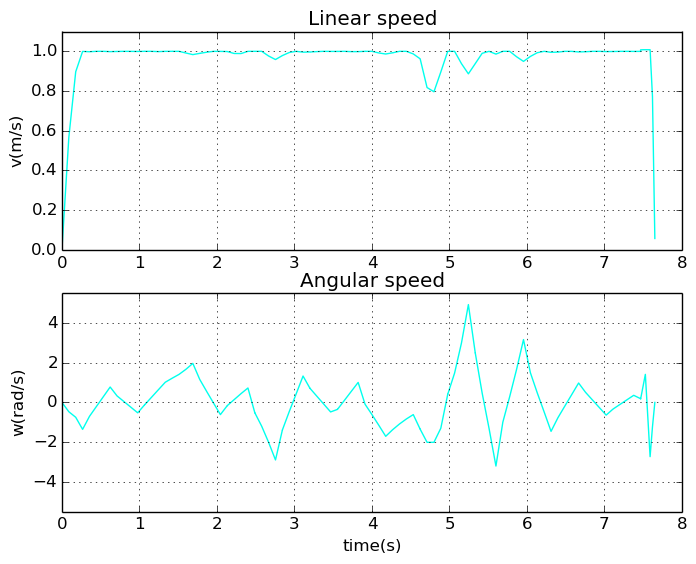 Linear speed
1.0
0.8
0.6
0.4
0.2
0.0
v(m/s)
0 1 2 3 4 5 6 7 8
Angular speed
4
2
0
−2
−4
w(rad/s)
0 1 2 3 4 5 6 7 8
time(s)